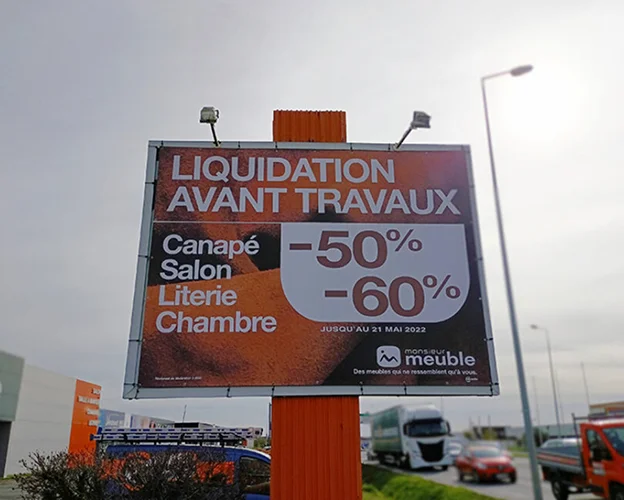 LIQUIDATION
AVANT TRAVAUX
Canapé
Salon
Literie
Chambre
-50%
-60%
JUSQU'AU 21 MAI 2022
monsieur
meuble
Des meubles qui ne ressemblent qu'à vous.